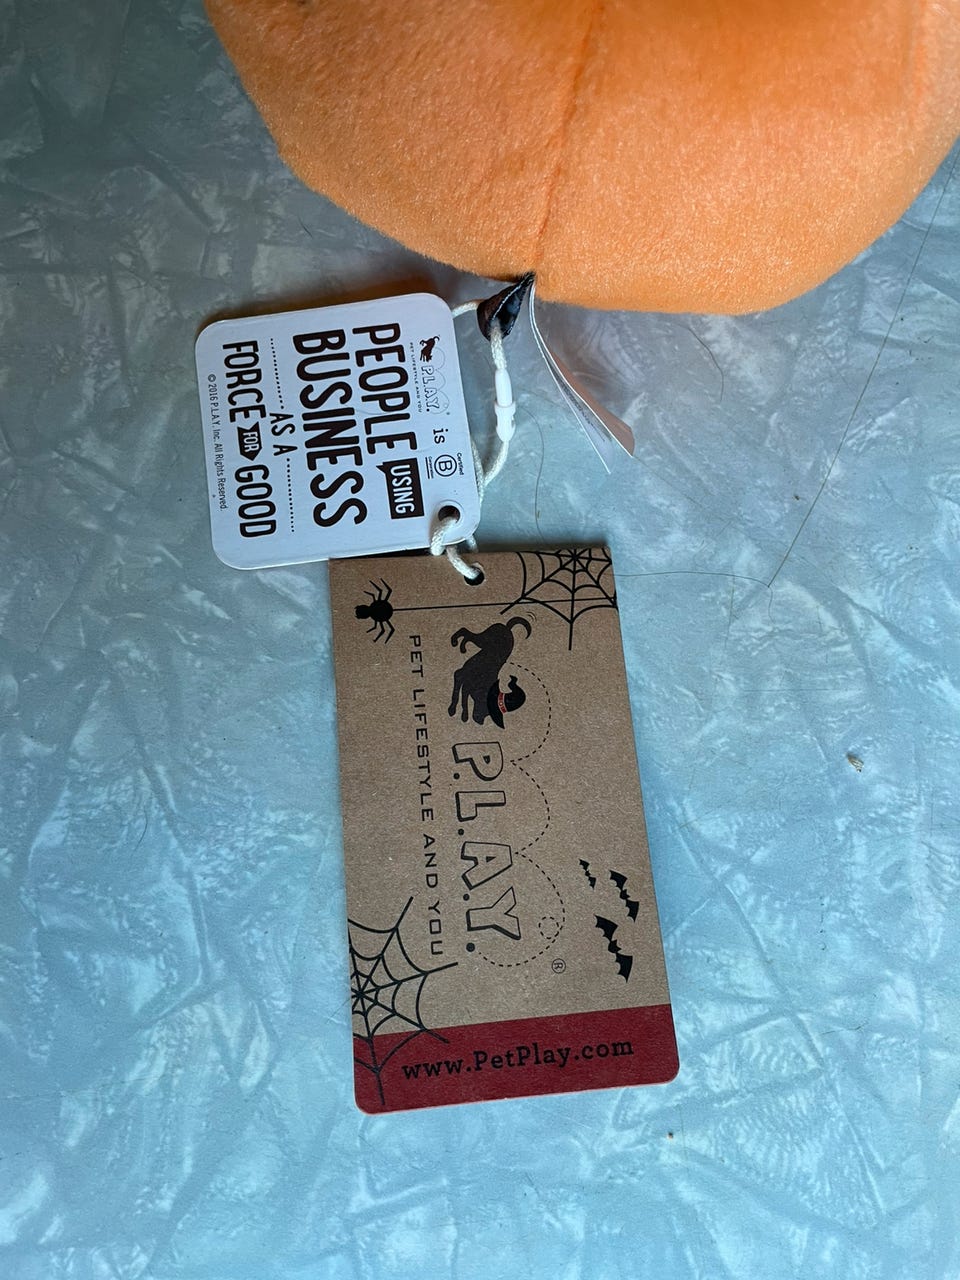 P.L.A.Y.®
PET LIFESTYLE AND YOU
is
Certified
B
Corporation
PEOPLE USING
BUSINESS
AS A
FORCE FOR GOOD
© 2016 P.L.A.Y. Inc. All Rights Reserved.
P.L.A.Y.®
PET LIFESTYLE AND YOU
www.PetPlay.com